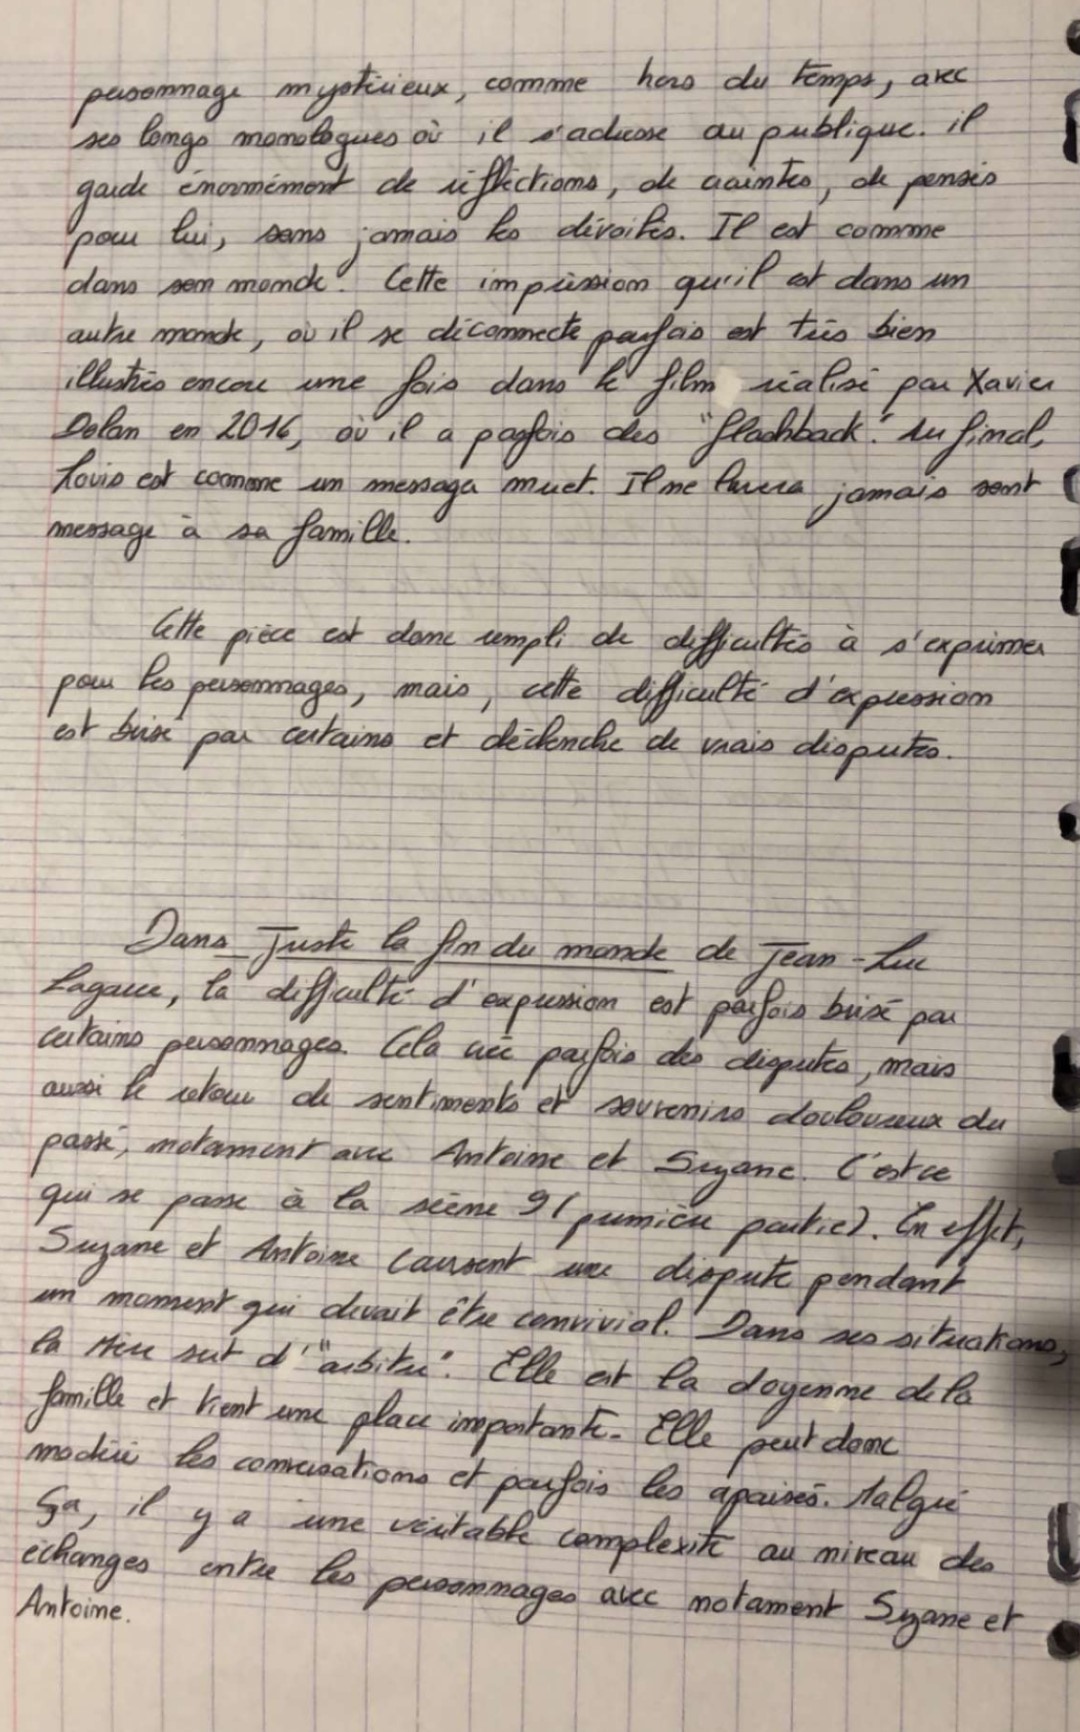 personnage mystérieux, comme hors du temps, avec
ses longs monologues où il s'adresse au publique. il
garde énormément de réflections, de craintes, de pensés
pour lui, sans jamais les dévoilés. Il est comme
dans son monde. Cette impression qu'il est dans un
autre monde, où il se déconnecte parfois est très bien
illustrés encore une fois dans le film réalisé par Xavier
Dolan en 2016, où il a parfois des "flashback". Au final,
Louis est comme un messager muet. Il ne livrera jamais sont
message à sa famille.
Cette pièce est donc rempli de difficultés à s'exprimer
pour les personnages, mais, cette difficulté d'expression
est brisé par certains et déclenche de vrais disputes.
Dans Juste la fin du monde de Jean-Luc
Lagarce, la difficulté d'expression est parfois brisé par
certains personnages. Cela créé parfois des disputes, mais
aussi le retour de sentiments et souvenirs douloureux du
passé, notament avec Antoine et Suzane. C'est ce
qui se passe à la scène 9 (première partie). En effet,
Suzane et Antoine causent une dispute pendant
un moment qui devait être convivial. Dans ses situations,
la Mère sert d'"arbitre". Elle est la doyenne de la
famille et tient une place importante. Elle peut donc
modéré les conversations et parfois les apaisés. Malgré
ça, il y a une véritable complexité au niveau des
échanges entre les personnages avec notament Suzane et
Antoine.